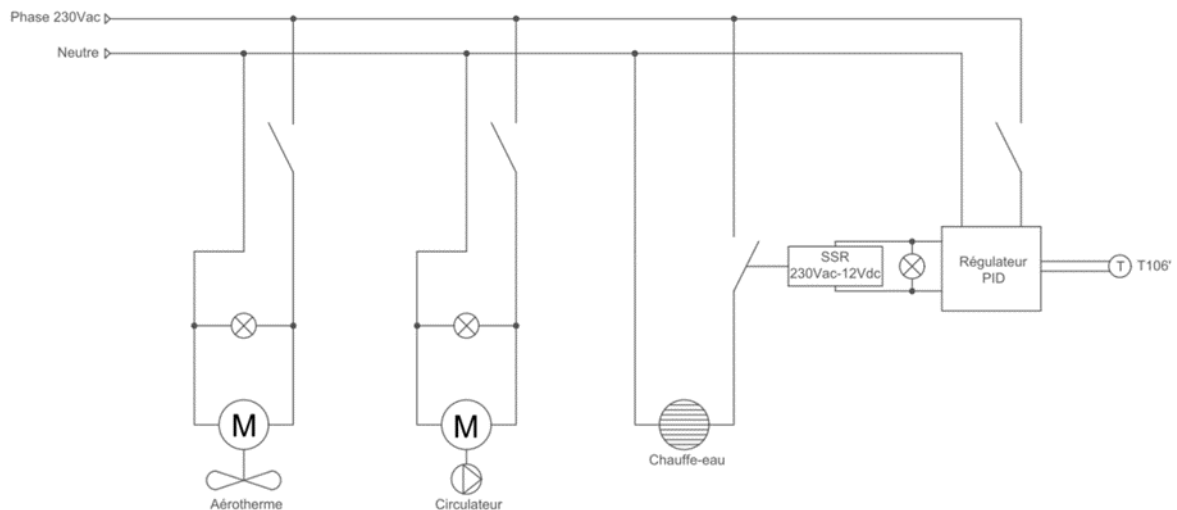 Phase 230Vac
Neutre
SSR
230Vac-12Vdc
Régulateur
PID
T
T106'
M
M
Chauffe-eau
Aérotherme
Circulateur